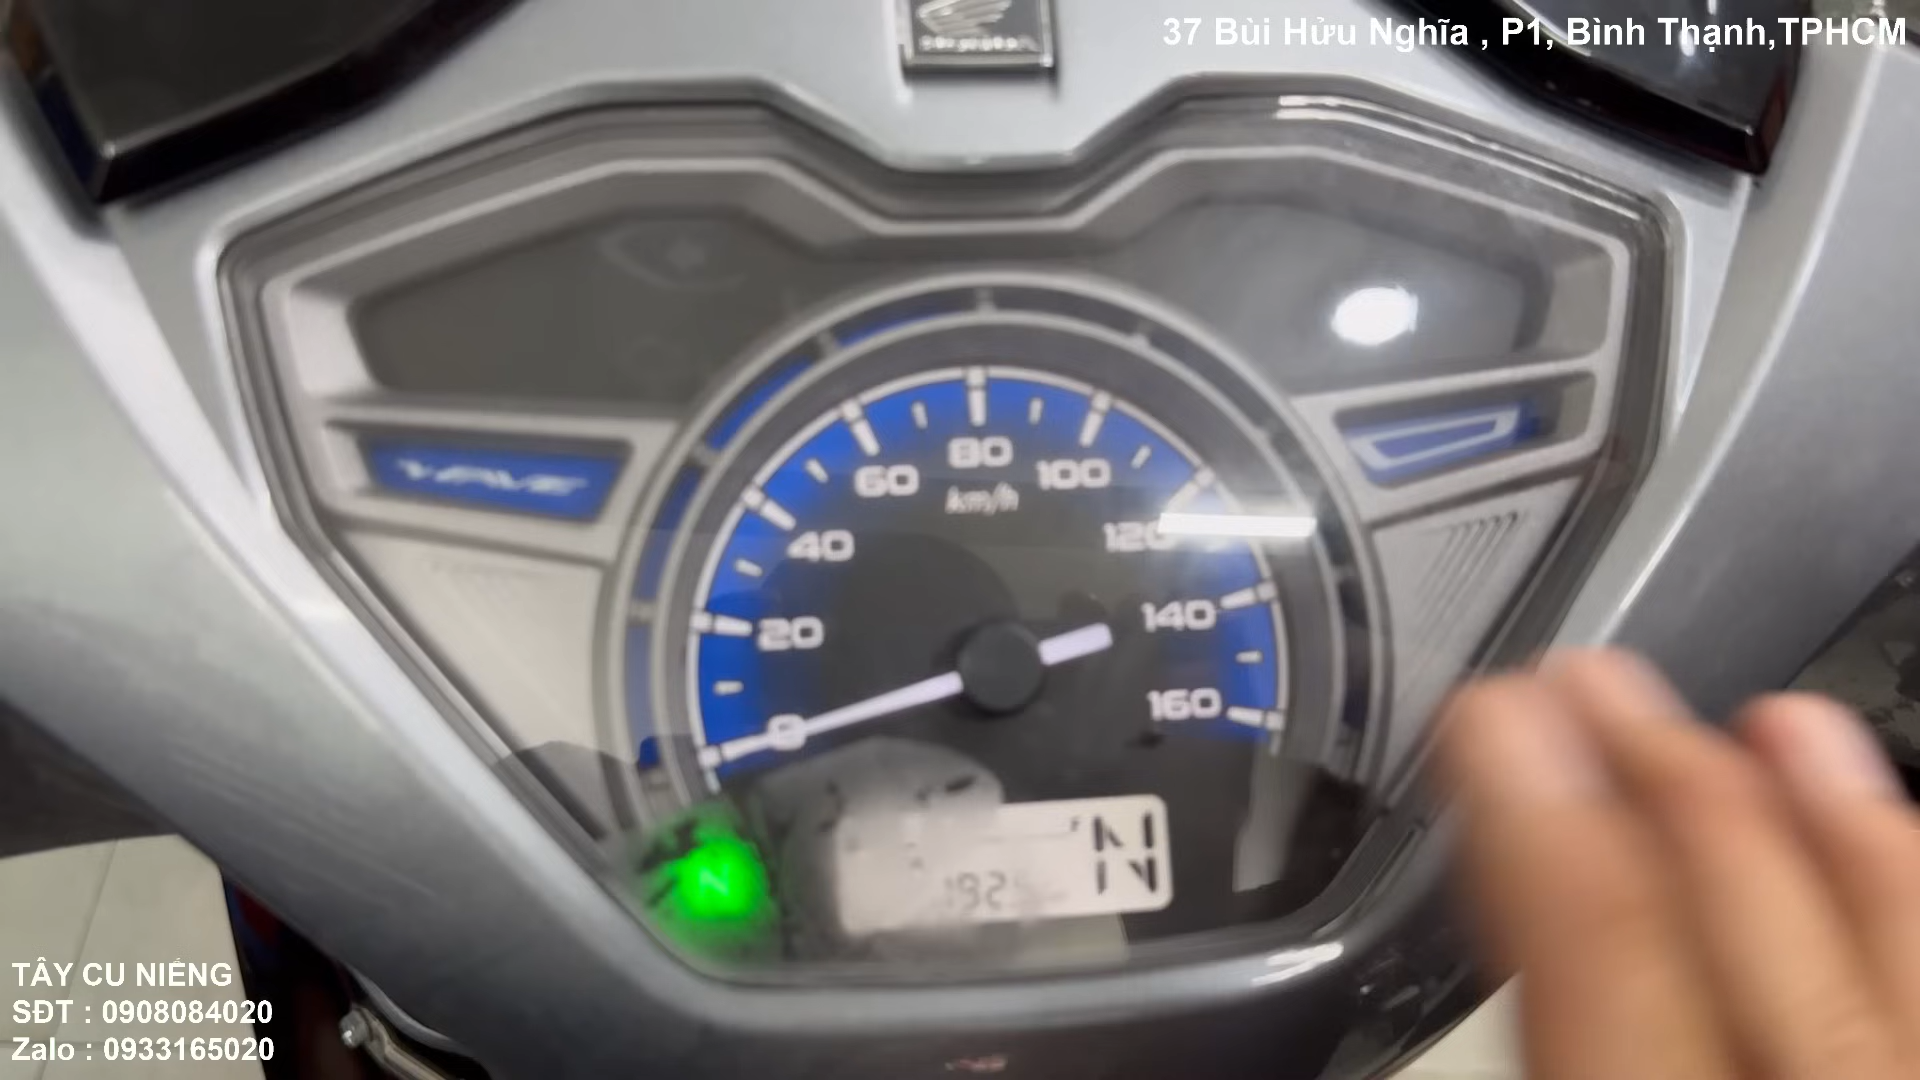 37 Bùi Hửu Nghĩa , P1, Bình Thạnh,TPHCM
80
60
100
km/h
40
120
20
140
0
160
N
N
TÂY CU NIỀNG
SĐT : 0908084020
Zalo : 0933165020